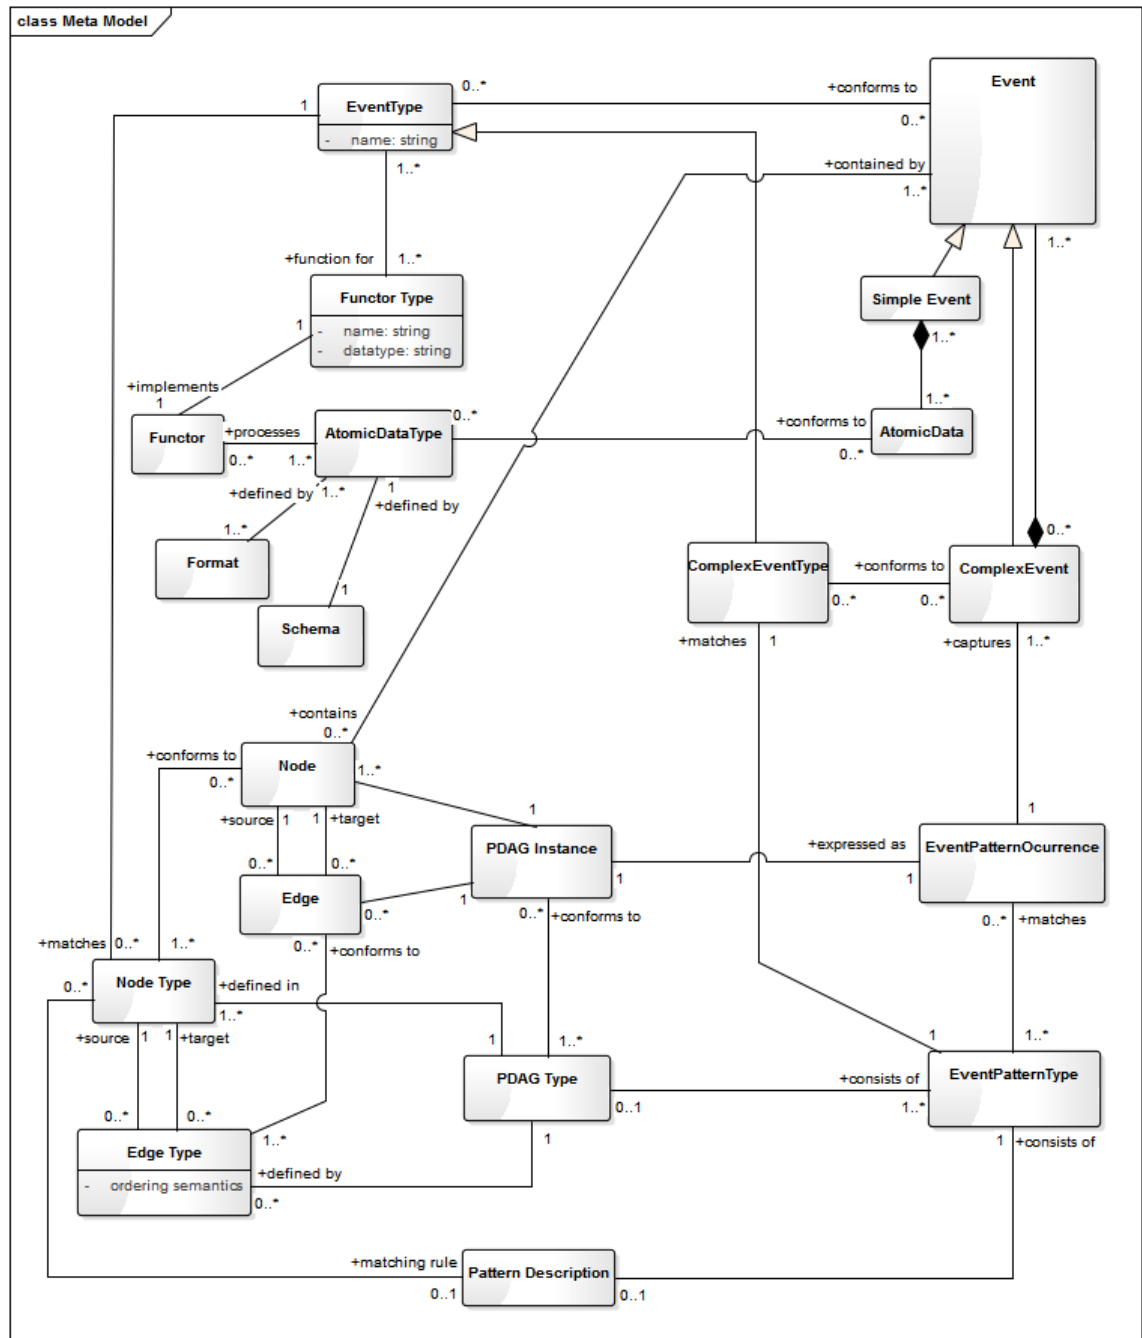 class Meta Model
0..*
+conforms to
Event
1
EventType
- name: string
0..*
1..*
+contained by
1..*
1..*
+function for
1..*
Functor Type
Simple Event
1
- name: string
- datatype: string
1..*
+implements
1
1..*
0..*
Functor
+processes
AtomicDataType
+conforms to
AtomicData
0..*
1..*
0..*
+defined by
1..*
1
+defined by
1..*
0..*
Format
ComplexEventType
+conforms to
ComplexEvent
1
0..*
0..*
Schema
+matches
1
+captures
1..*
+contains
0..*
+conforms to
Node
1..*
0..*
1
1
+source
1
1
+target
PDAG Instance
+expressed as
EventPatternOcurrence
0..*
0..*
1
1
Edge
1
0..*
0..*
+conforms to
0..*
+matches
+matches
0..*
1..*
0..*
+conforms to
0..*
Node Type
+defined in
1..*
+source
1
1
+target
1
1..*
1
1..*
PDAG Type
+consists of
EventPatternType
0..*
0..*
0..1
1..*
1..*
1
1
+consists of
Edge Type
+defined by
- ordering semantics
0..*
+matching rule
Pattern Description
0..1
0..1